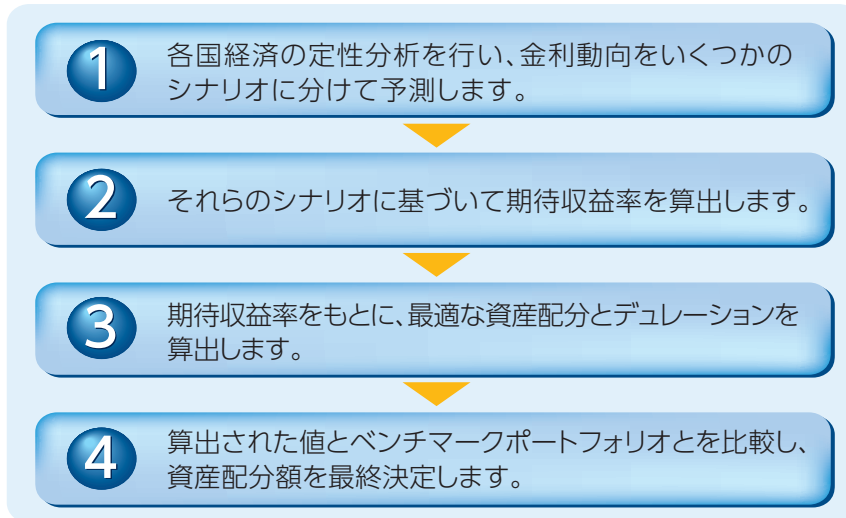 1
各国経済の定性分析を行い、金利動向をいくつかの
シナリオに分けて予測します。
2
それらのシナリオに基づいて期待収益率を算出します。
3
期待収益率をもとに、最適な資産配分とデュレーションを
算出します。
4
算出された値とベンチマークポートフォリオとを比較し、
資産配分額を最終決定します。